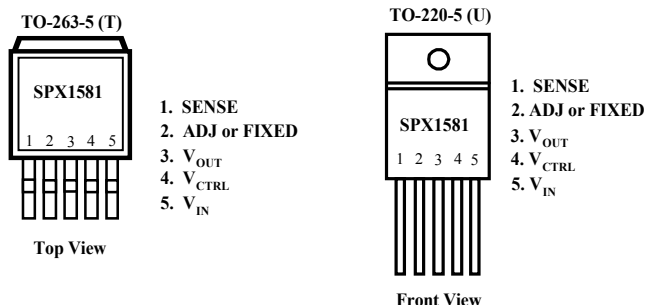 TO-263-5 (T)
SPX1581
1 2 3 4 5
1. SENSE
2. ADJ or FIXED
3. VOUT
4. VCTRL
5. VIN
Top View
TO-220-5 (U)
SPX1581
1 2 3 4 5
1. SENSE
2. ADJ or FIXED
3. VOUT
4. VCTRL
5. VIN
Front View